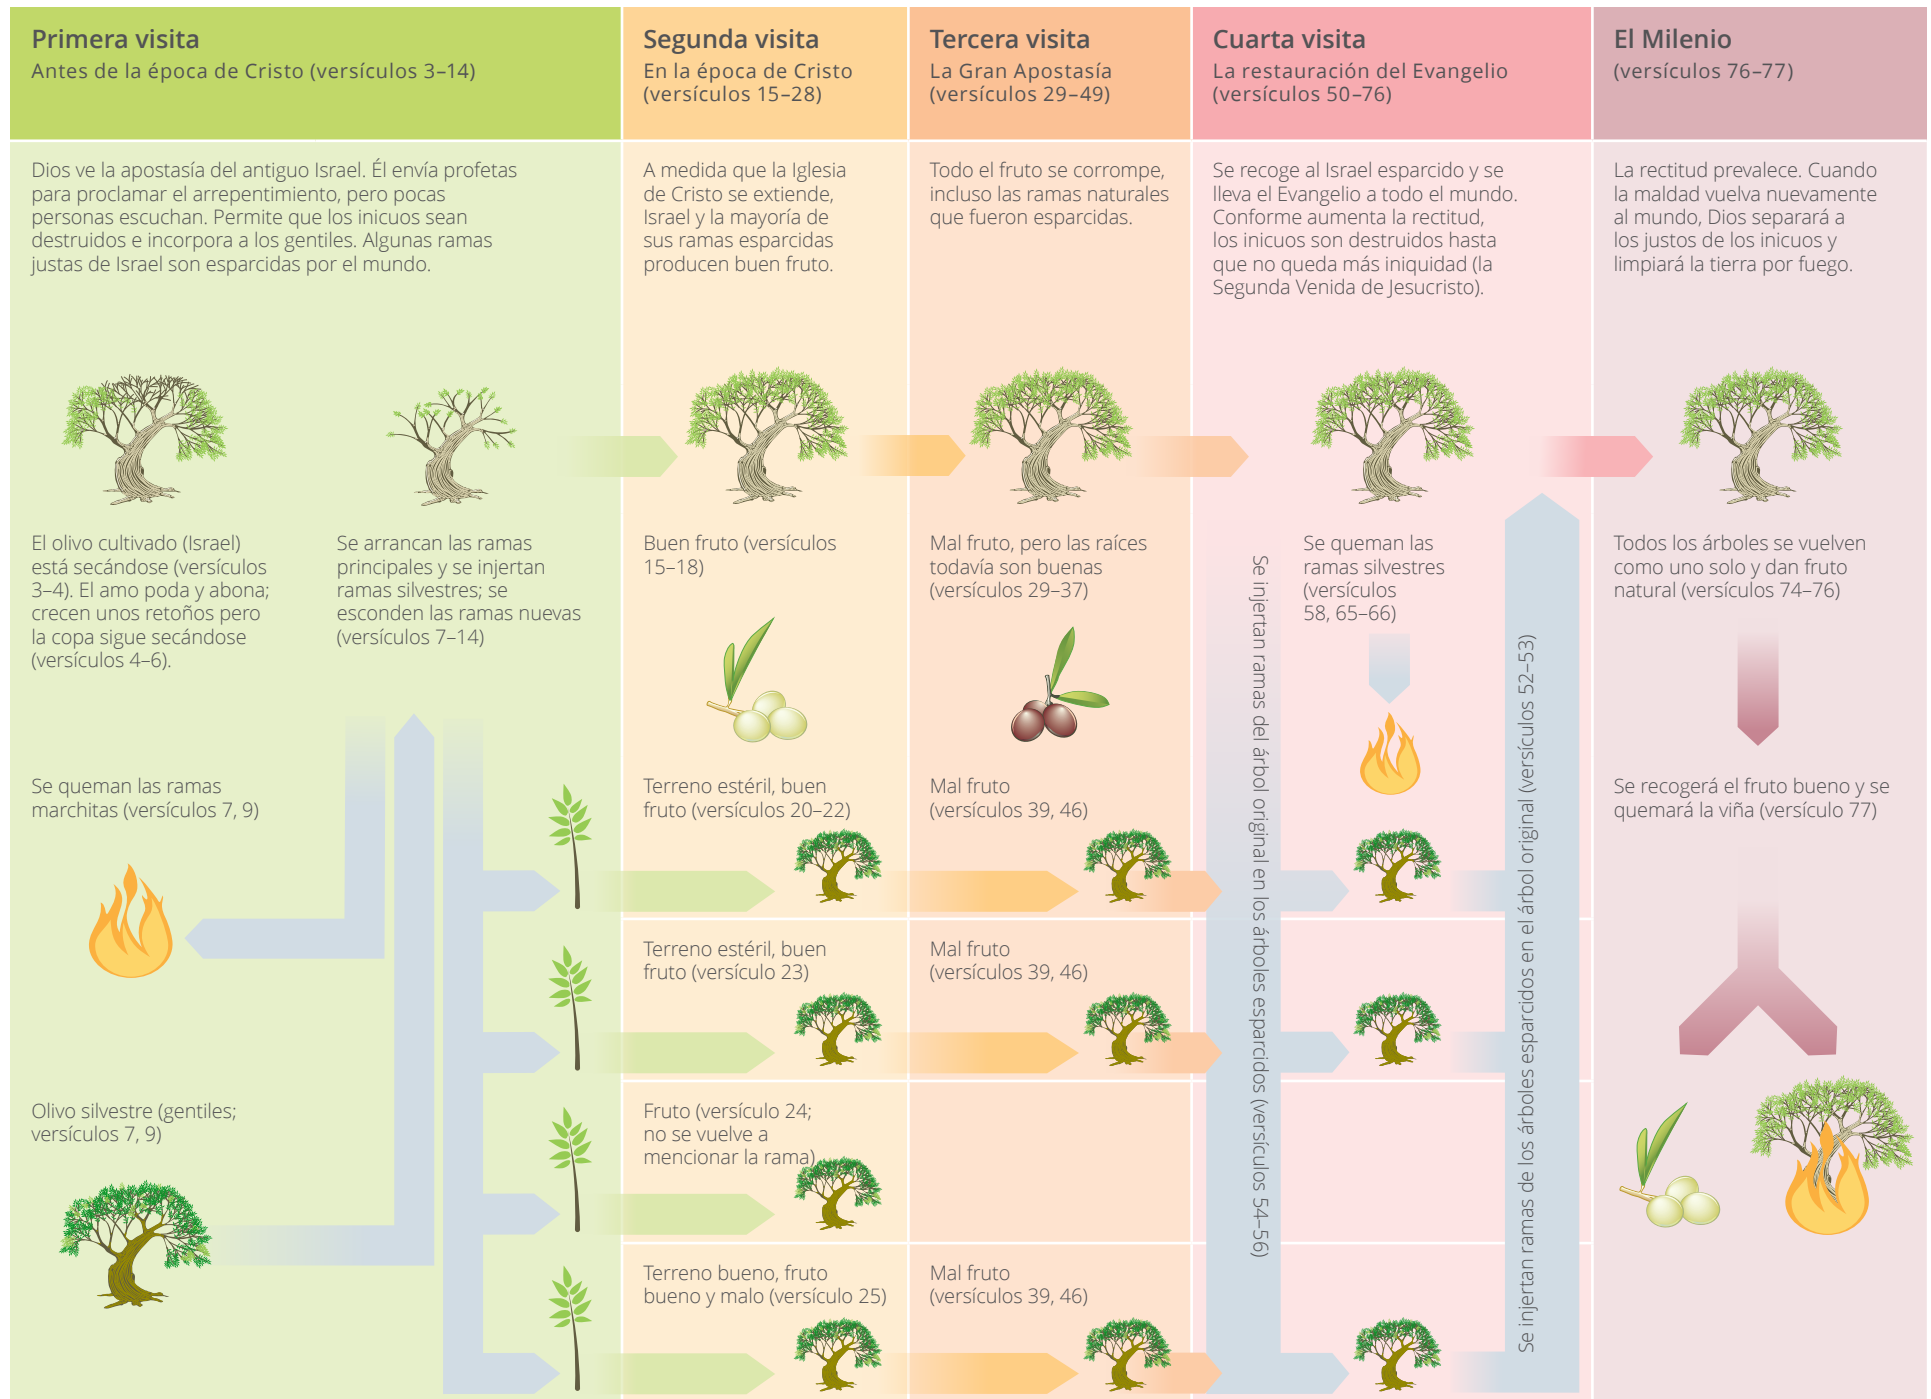 Primera visita
Antes de la época de Cristo (versículos 3–14)
Dios ve la apostasía del antiguo Israel. Él envía profetas
para proclamar el arrepentimiento, pero pocas
personas escuchan. Permite que los inicuos sean
destruidos e incorpora a los gentiles. Algunas ramas
justas de Israel son esparcidas por el mundo.
El olivo cultivado (Israel)
está secándose (versículos
3–4). El amo poda y abona;
crecen unos retoños pero
la copa sigue secándose
(versículos 4–6).
Se arrancan las ramas
principales y se injertan
ramas silvestres; se
esconden las ramas nuevas
(versículos 7–14)
Se queman las ramas
marchitas (versículos 7, 9)
Olivo silvestre (gentiles;
versículos 7, 9)
Segunda visita
En la época de Cristo
(versículos 15–28)
A medida que la Iglesia
de Cristo se extiende,
Israel y la mayoría de
sus ramas esparcidas
producen buen fruto.
Buen fruto (versículos
15–18)
Terreno estéril, buen
fruto (versículos 20–22)
Terreno estéril, buen
fruto (versículo 23)
Fruto (versículo 24;
no se vuelve a
mencionar la rama)
Terreno bueno, fruto
bueno y malo (versículo 25)
Tercera visita
La Gran Apostasía
(versículos 29–49)
Todo el fruto se corrompe,
incluso las ramas naturales
que fueron esparcidas.
Mal fruto, pero las raíces
todavía son buenas
(versículos 29–37)
Mal fruto
(versículos 39, 46)
Mal fruto
(versículos 39, 46)
Mal fruto
(versículos 39, 46)
Cuarta visita
La restauración del Evangelio
(versículos 50–76)
Se recoge al Israel esparcido y se
lleva el Evangelio a todo el mundo.
Conforme aumenta la rectitud,
los inicuos son destruidos hasta
que no queda más iniquidad (la
Segunda Venida de Jesucristo).
Se injertan ramas del árbol original en los árboles esparcidos (versículos 54–56)
Se queman las
ramas silvestres
(versículos
58, 65–66)
Se injertan ramas de los árboles esparcidos en el árbol original (versículos 52–53)
El Milenio
(versículos 76–77)
La rectitud prevalece. Cuando
la maldad vuelva nuevamente
al mundo, Dios separará a
los justos de los inicuos y
limpiará la tierra por fuego.
Todos los árboles se vuelven
como uno solo y dan fruto
natural (versículos 74–76)
Se recogerá el fruto bueno y se
quemará la viña (versículo 77)